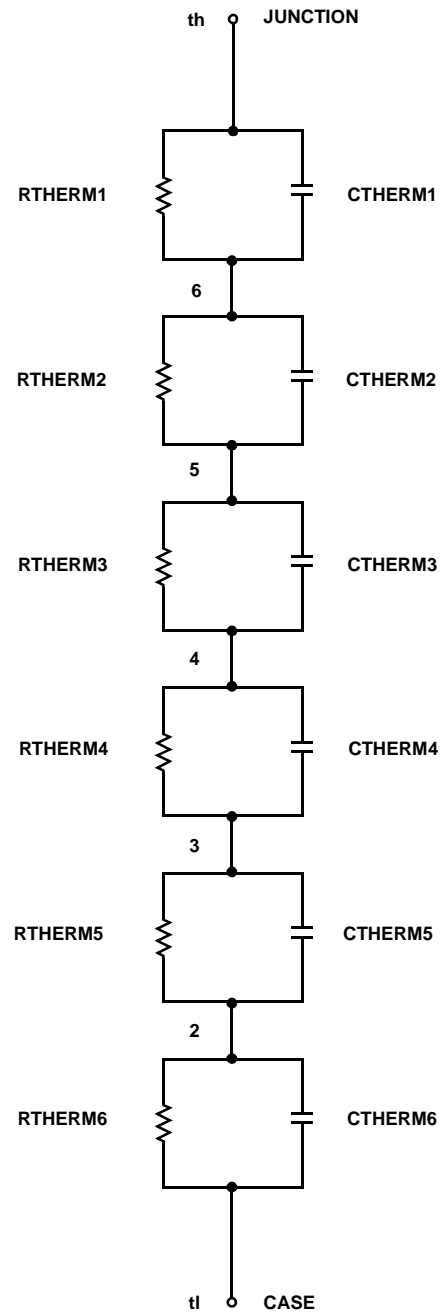 th JUNCTION
RTHERM1 CTHERM1
6
RTHERM2 CTHERM2
5
RTHERM3 CTHERM3
4
RTHERM4 CTHERM4
3
RTHERM5 CTHERM5
2
RTHERM6 CTHERM6
tl CASE